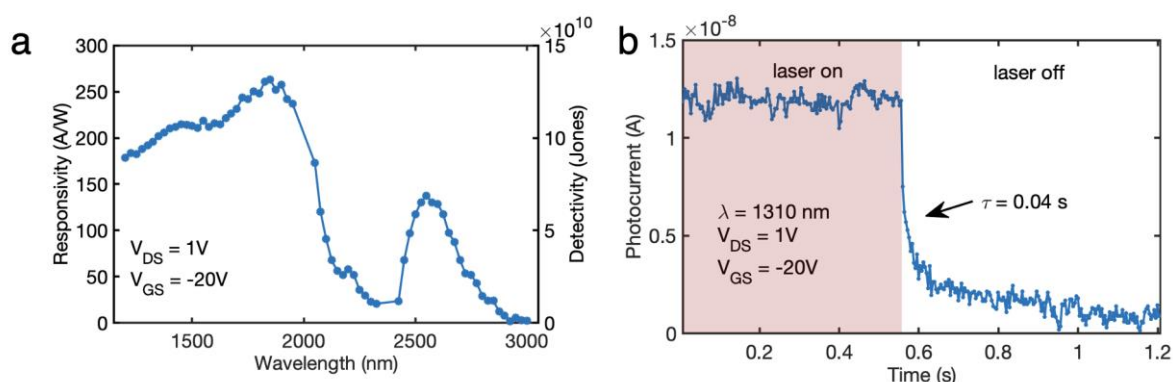 a
×10^10
300
250
200
150
100
50
0
Responsivity (A/W)
V_DS = 1V
V_GS = -20V
15
10
5
0
Detectivity (Jones)
1500
2000
2500
3000
Wavelength (nm)
b
×10^-8
1.5
1
0.5
0
Photocurrent (A)
laser on
laser off
λ = 1310 nm
V_DS = 1V
V_GS = -20V
τ = 0.04 s
0.2
0.4
0.6
0.8
1
1.2
Time (s)